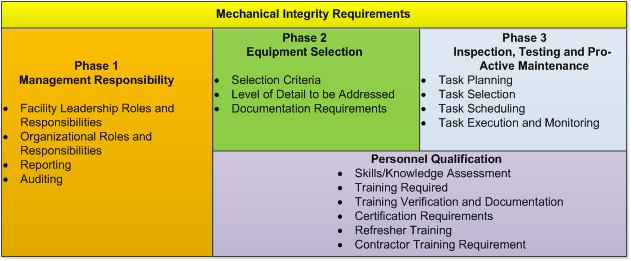 Mechanical Integrity Requirements
Phase 1
Management Responsibility
• Facility Leadership Roles and
Responsibilities
• Organizational Roles and
Responsibilities
• Reporting
• Auditing
Phase 2
Equipment Selection
• Selection Criteria
• Level of Detail to be Addressed
• Documentation Requirements
Phase 3
Inspection, Testing and Pro-
Active Maintenance
• Task Planning
• Task Selection
• Task Scheduling
• Task Execution and Monitoring
Personnel Qualification
• Skills/Knowledge Assessment
• Training Required
• Training Verification and Documentation
• Certification Requirements
• Refresher Training
• Contractor Training Requirement